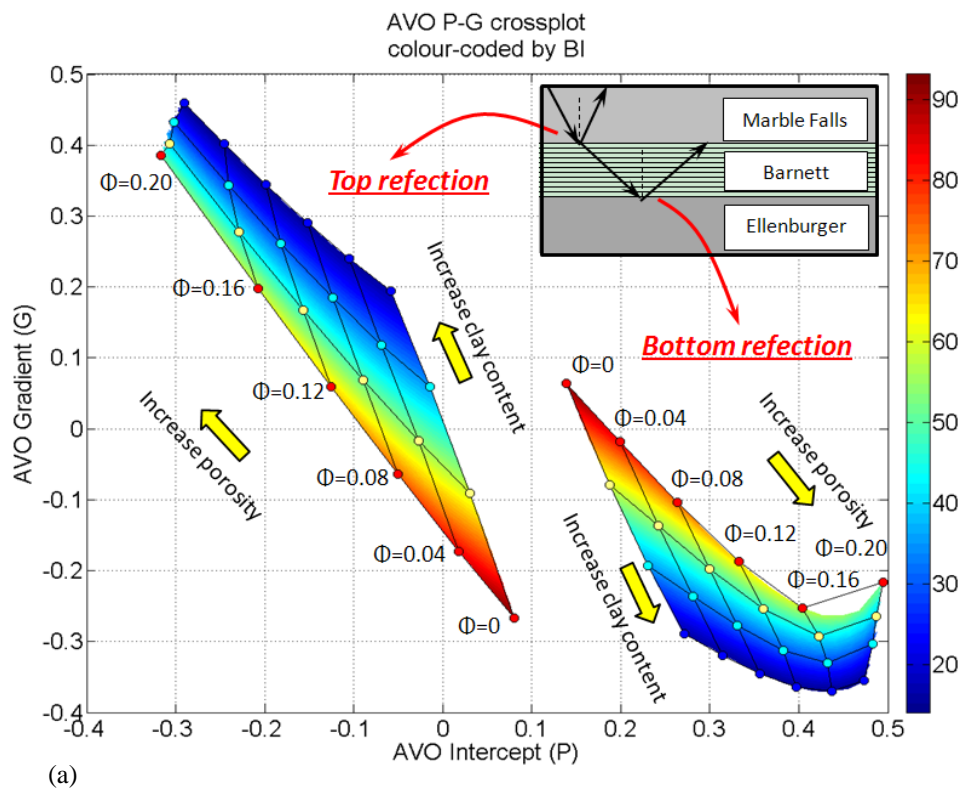 AVO P-G crossplot
colour-coded by BI
0.5
0.4
0.3
0.2
0.1
0
-0.1
-0.2
-0.3
-0.4
AVO Gradient (G)
-0.4
-0.3
-0.2
-0.1
0
0.1
0.2
0.3
0.4
0.5
AVO Intercept (P)
Φ=0.20
Φ=0.16
Φ=0.12
Φ=0.08
Φ=0.04
Φ=0
Increase porosity
Increase clay content
Top refection
Marble Falls
Barnett
Ellenburger
Bottom refection
Φ=0
Φ=0.04
Φ=0.08
Φ=0.12
Φ=0.16
Φ=0.20
Increase porosity
Increase clay content
90
80
70
60
50
40
30
20
(a)